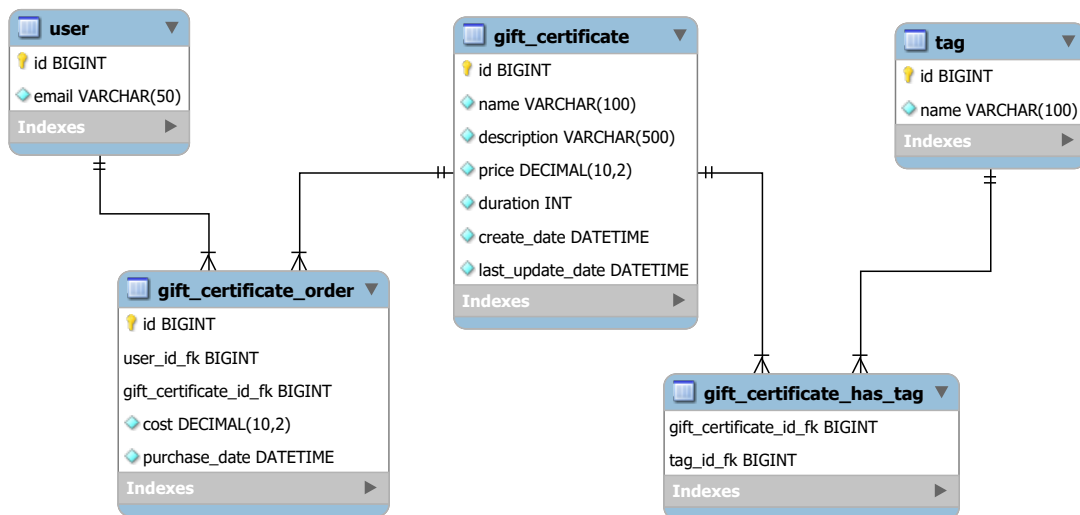 user
id BIGINT
email VARCHAR(50)
Indexes
gift_certificate
id BIGINT
name VARCHAR(100)
description VARCHAR(500)
price DECIMAL(10,2)
duration INT
create_date DATETIME
last_update_date DATETIME
Indexes
tag
id BIGINT
name VARCHAR(100)
Indexes
gift_certificate_order
id BIGINT
user_id_fk BIGINT
gift_certificate_id_fk BIGINT
cost DECIMAL(10,2)
purchase_date DATETIME
Indexes
gift_certificate_has_tag
gift_certificate_id_fk BIGINT
tag_id_fk BIGINT
Indexes